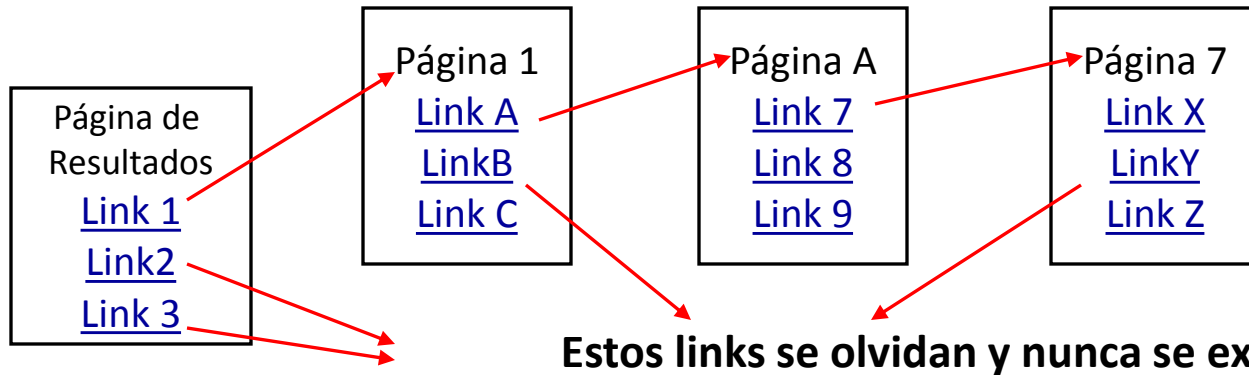 Página de
Resultados
Link 1
Link2
Link 3
Página 1
Link A
LinkB
Link C
Página A
Link 7
Link 8
Link 9
Página 7
Link X
LinkY
Link Z
Estos links se olvidan y nunca se ex